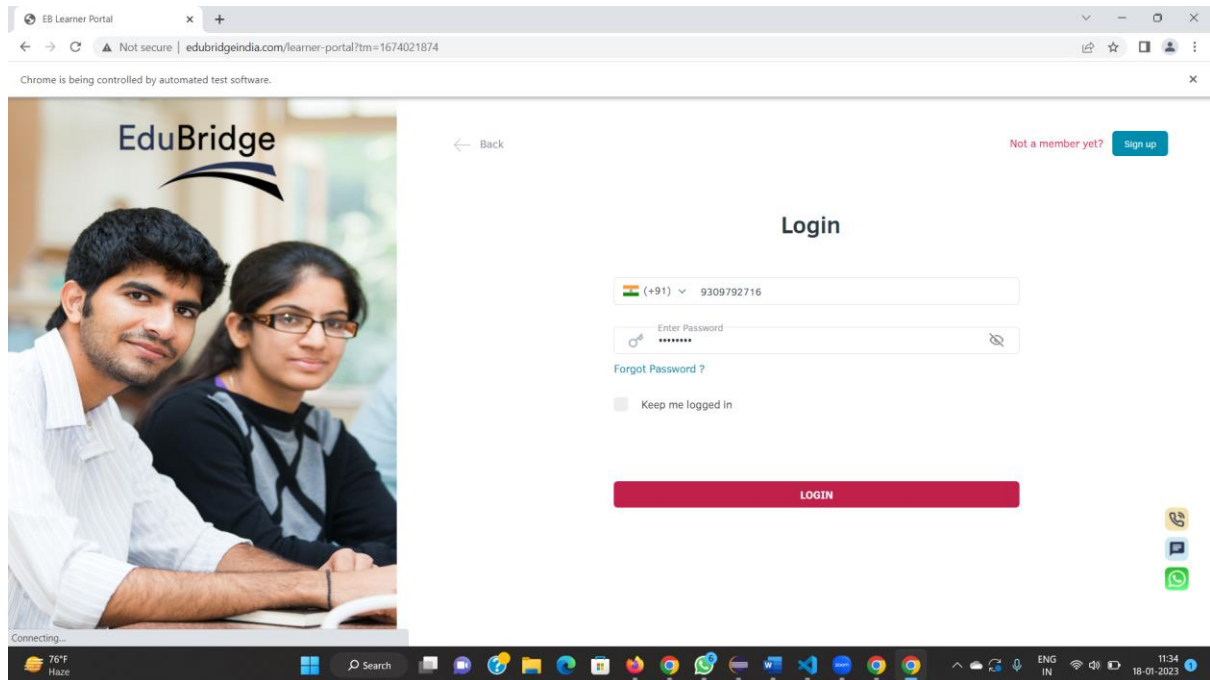 EB Learner Portal
Not secure | edubridgeindia.com/learner-portal?tm=1674021874
Chrome is being controlled by automated test software.
EduBridge
Back
Not a member yet? Sign up
Login
(+91) 9309792716
Enter Password
••••••••
Forgot Password ?
Keep me logged in
LOGIN
Connecting...
76°F
Haze
Search
ENG
IN
11:34
18-01-2023
1